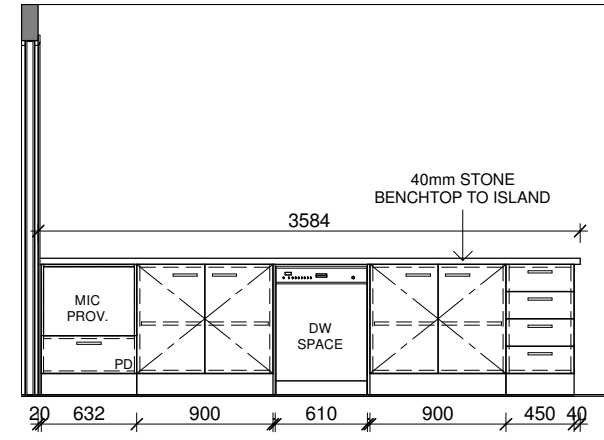 40mm STONE
BENCHTOP TO ISLAND
3584
MIC
PROV.
DW
SPACE
PD
20 632 900 610 900 450 40